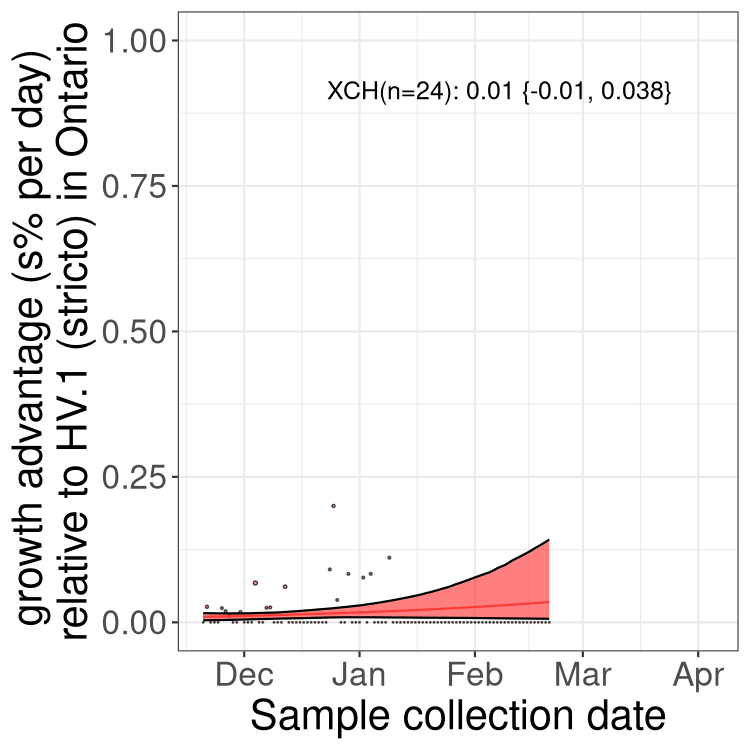 growth advantage (s% per day)
relative to HV.1 (stricto) in Ontario
1.00
0.75
0.50
0.25
0.00
XCH(n=24): 0.01 {-0.01, 0.038}
Dec
Jan
Feb
Mar
Apr
Sample collection date